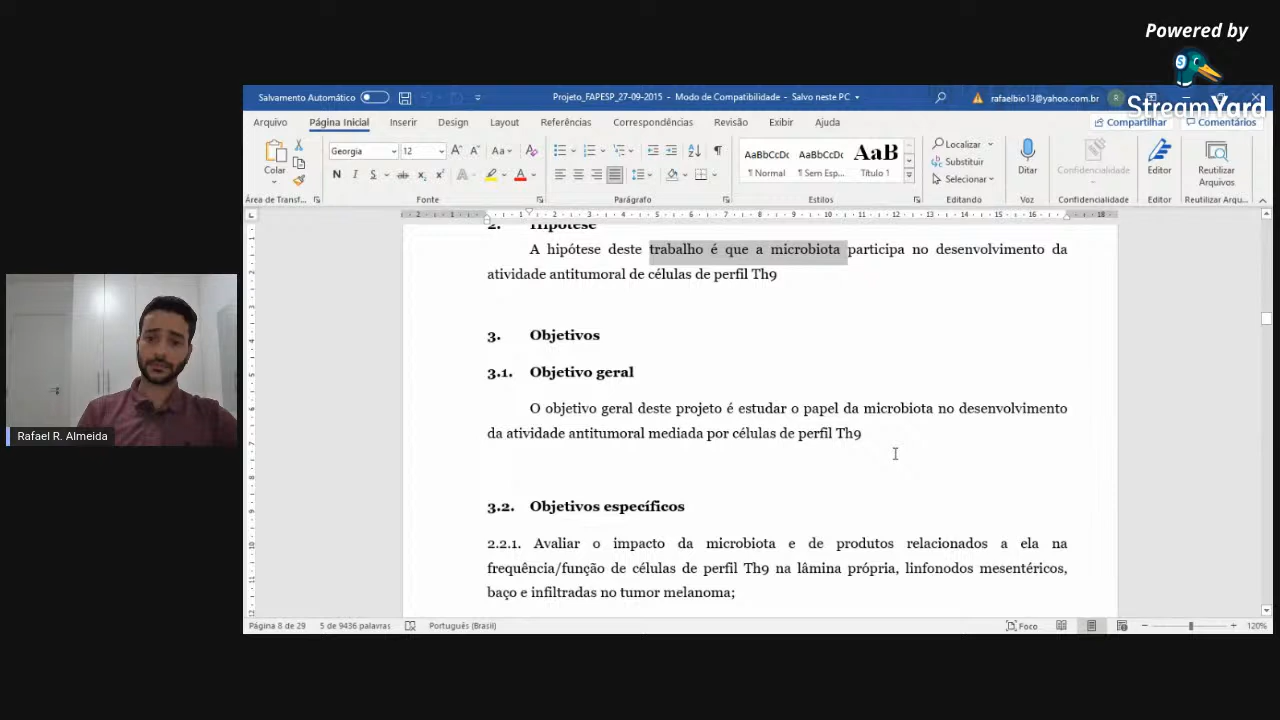 Powered by
StreamYard
Salvamento Automático
Projeto_FAPESP_27-09-2015 - Modo de Compatibilidade - Salvo neste PC
rafaelbio13@yahoo.com.br
R
Arquivo Página Inicial Inserir Design Layout Referências Correspondências Revisão Exibir Ajuda
Compartilhar Comentários
Colar
Georgia 12
N I S ab x₂ x²
AaBbCcDc AaBbCcDc AaB
¶ Normal ¶ Sem Esp... Título 1
Localizar
Substituir
Selecionar
Ditar
Confidencialidade
Editor
Reutilizar
Arquivos
Área de Transf... Fonte Parágrafo Estilos Editando Voz Confidencialidade Editor Reutilizar Arqu...
2. Hipótese
A hipótese deste trabalho é que a microbiota participa no desenvolvimento da
atividade antitumoral de células de perfil Th9
3. Objetivos
3.1. Objetivo geral
O objetivo geral deste projeto é estudar o papel da microbiota no desenvolvimento
da atividade antitumoral mediada por células de perfil Th9
3.2. Objetivos específicos
2.2.1. Avaliar o impacto da microbiota e de produtos relacionados a ela na
frequência/função de células de perfil Th9 na lâmina própria, linfonodos mesentéricos,
baço e infiltradas no tumor melanoma;
Rafael R. Almeida
Página 8 de 29 5 de 9436 palavras Português (Brasil)
Foco
120%